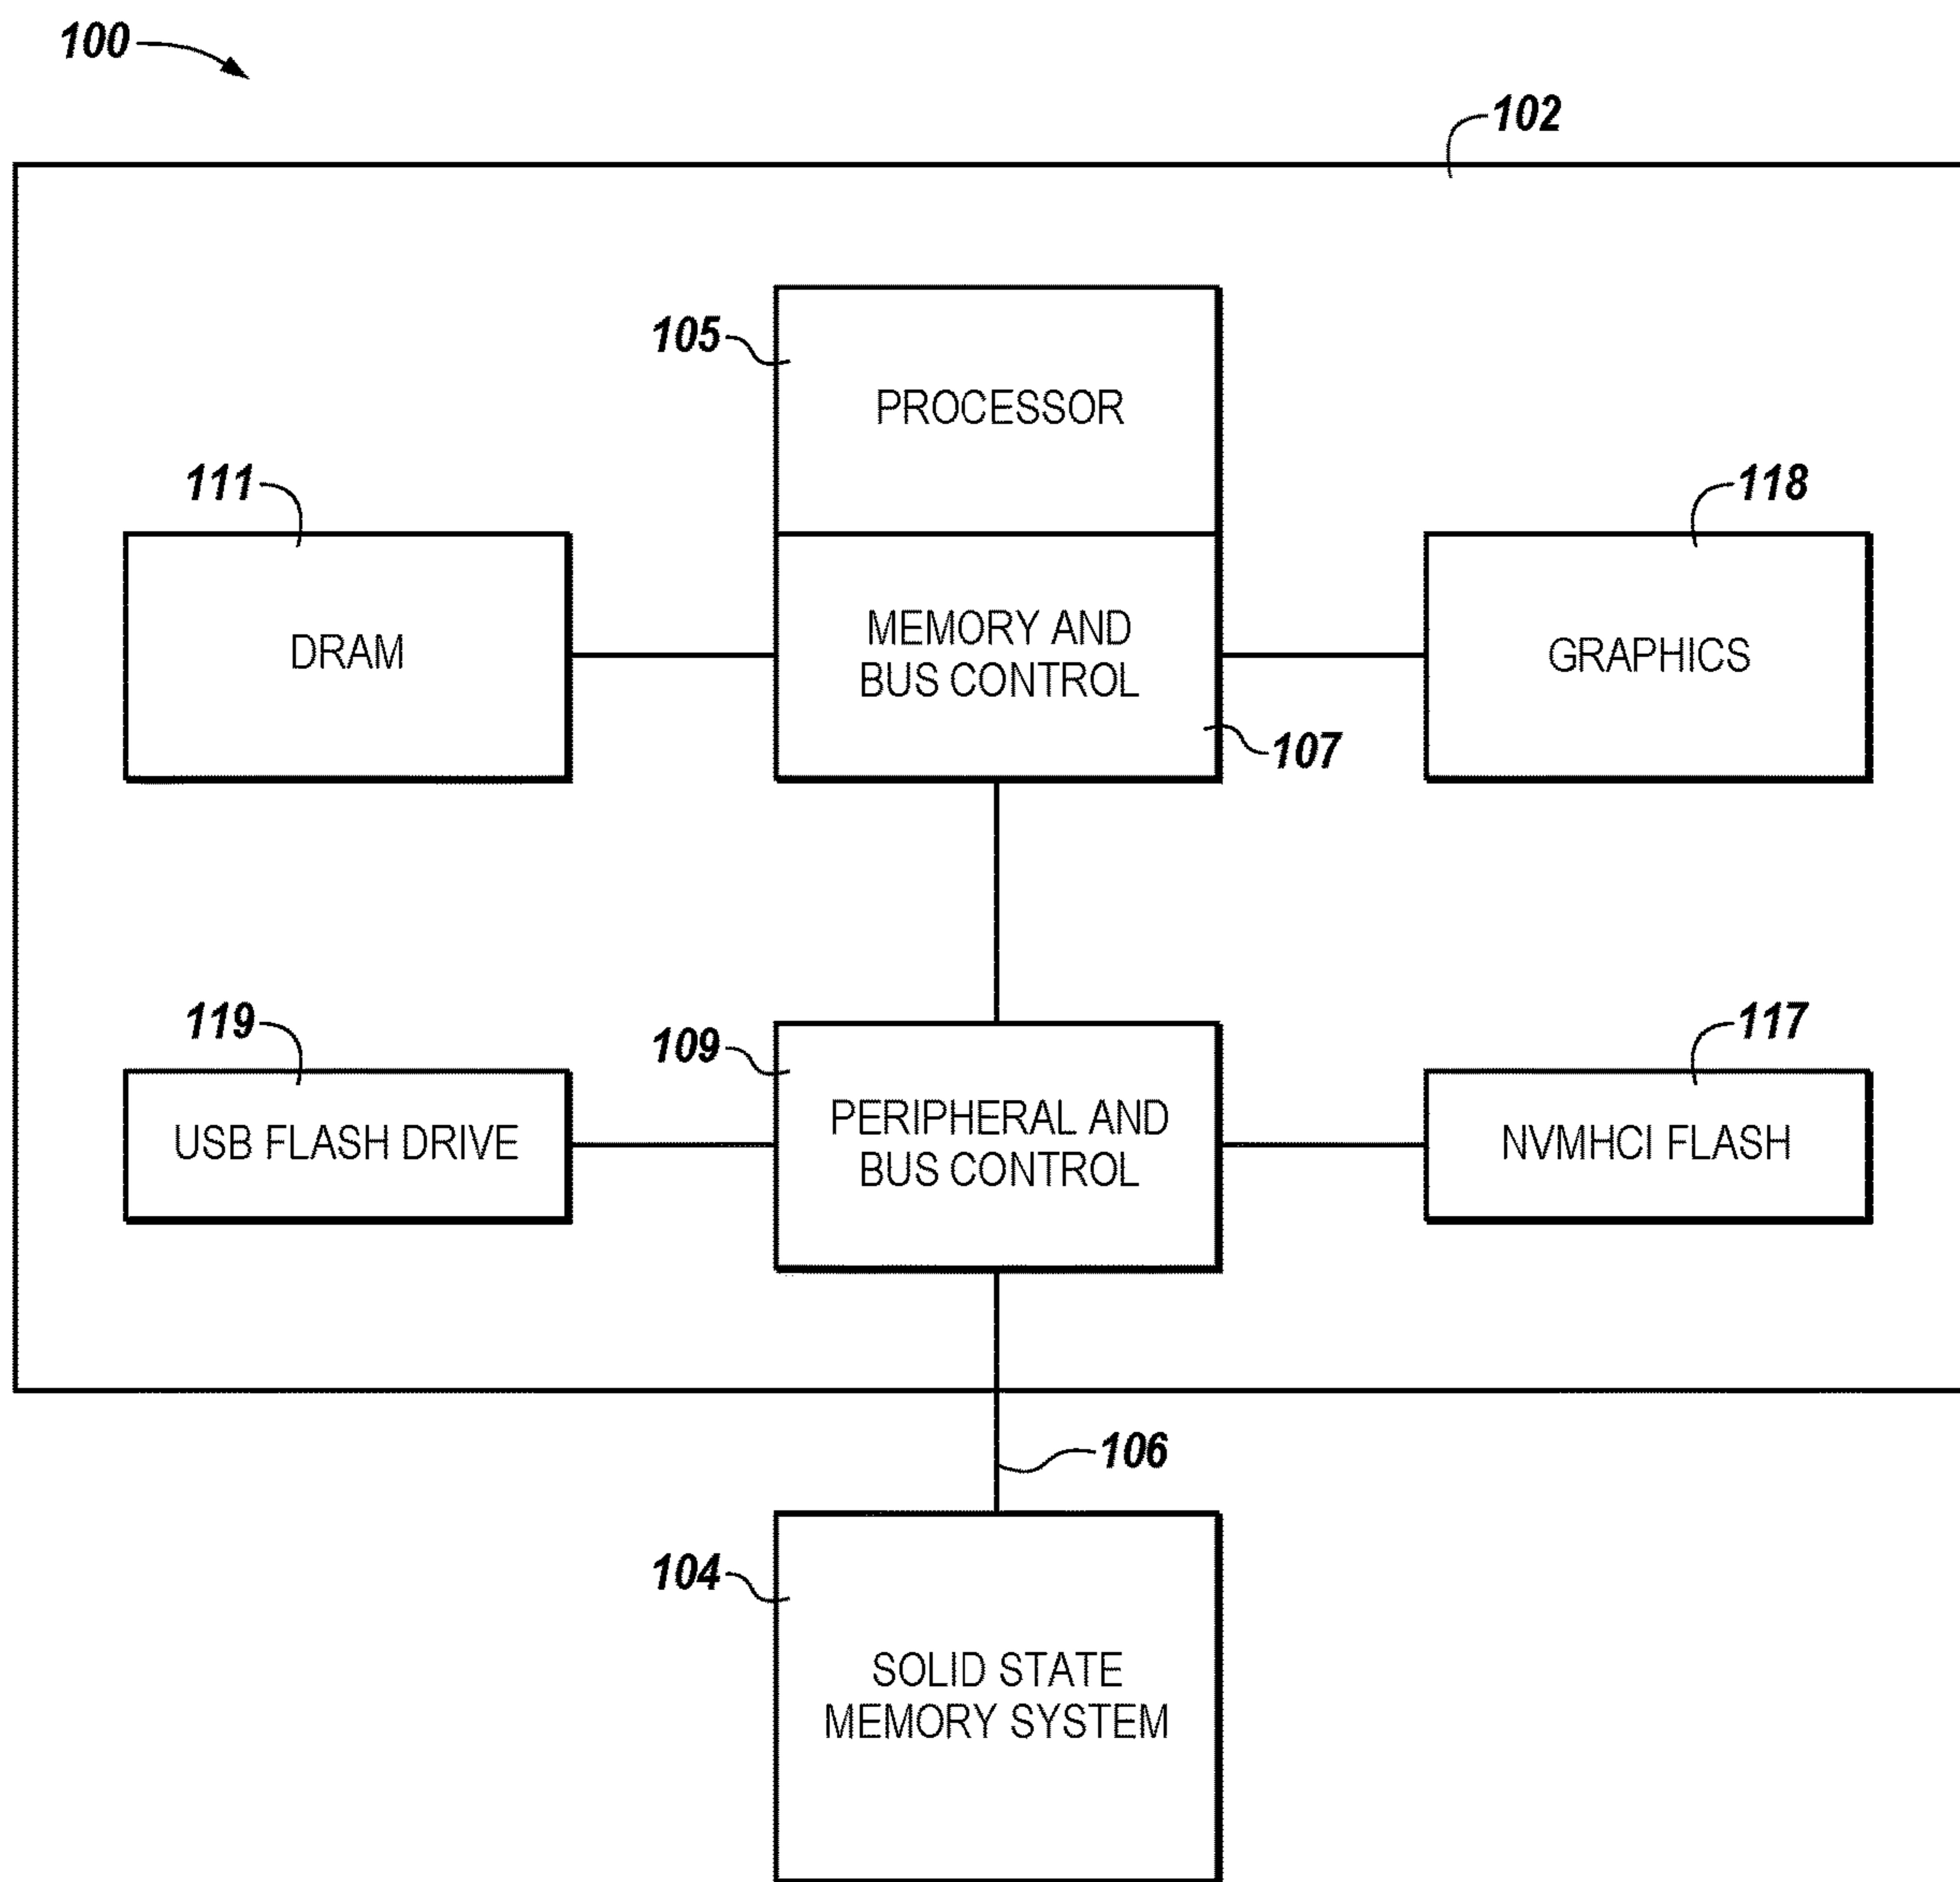 100
102
105
PROCESSOR
111
118
DRAM
MEMORY AND
BUS CONTROL
GRAPHICS
107
119
109
117
USB FLASH DRIVE
PERIPHERAL AND
BUS CONTROL
NVMHCI FLASH
106
104
SOLID STATE
MEMORY SYSTEM